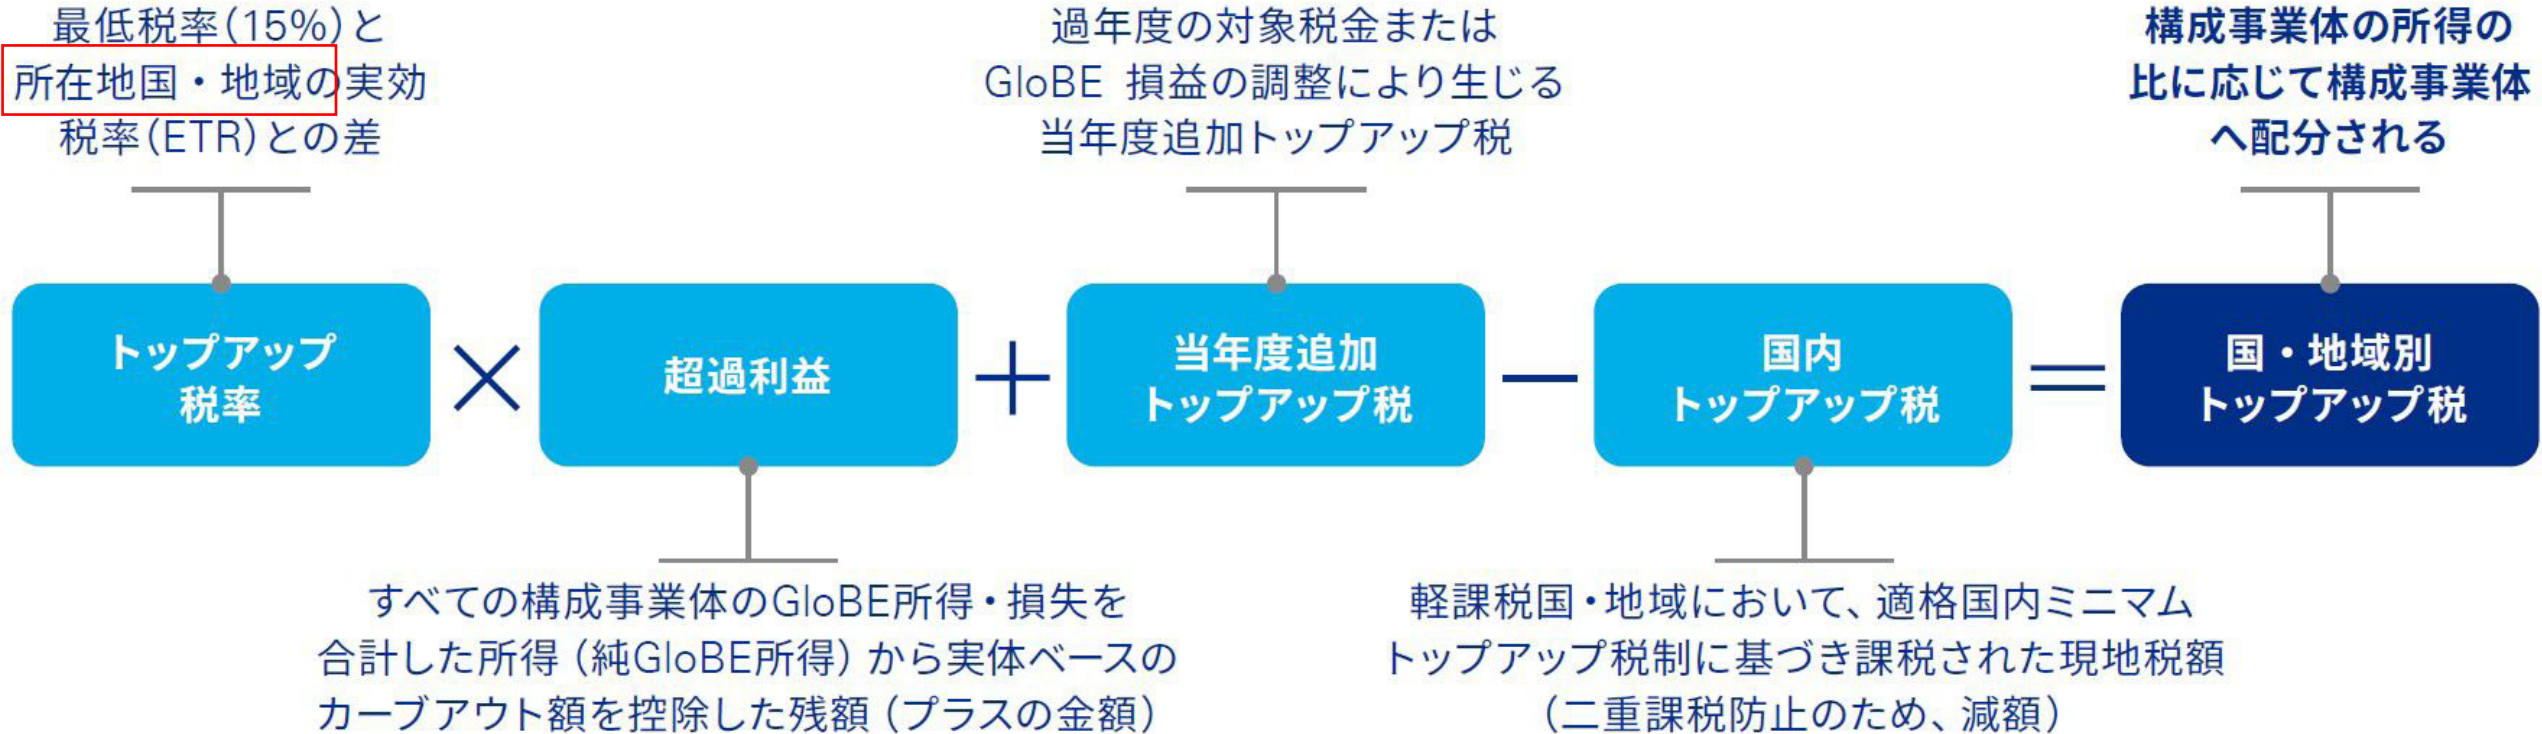 最低税率(15%)と
所在地国・地域の実効
税率(ETR)との差
過年度の対象税金または
GloBE 損益の調整により生じる
当年度追加トップアップ税
構成事業体の所得の
比に応じて構成事業体
へ配分される
トップアップ
税率
×
超過利益
+
当年度追加
トップアップ税
−
国内
トップアップ税
=
国・地域別
トップアップ税
すべての構成事業体のGloBE所得・損失を
合計した所得(純GloBE所得)から実体ベースの
カーブアウト額を控除した残額(プラスの金額)
軽課税国・地域において、適格国内ミニマム
トップアップ税制に基づき課税された現地税額
(二重課税防止のため、減額)